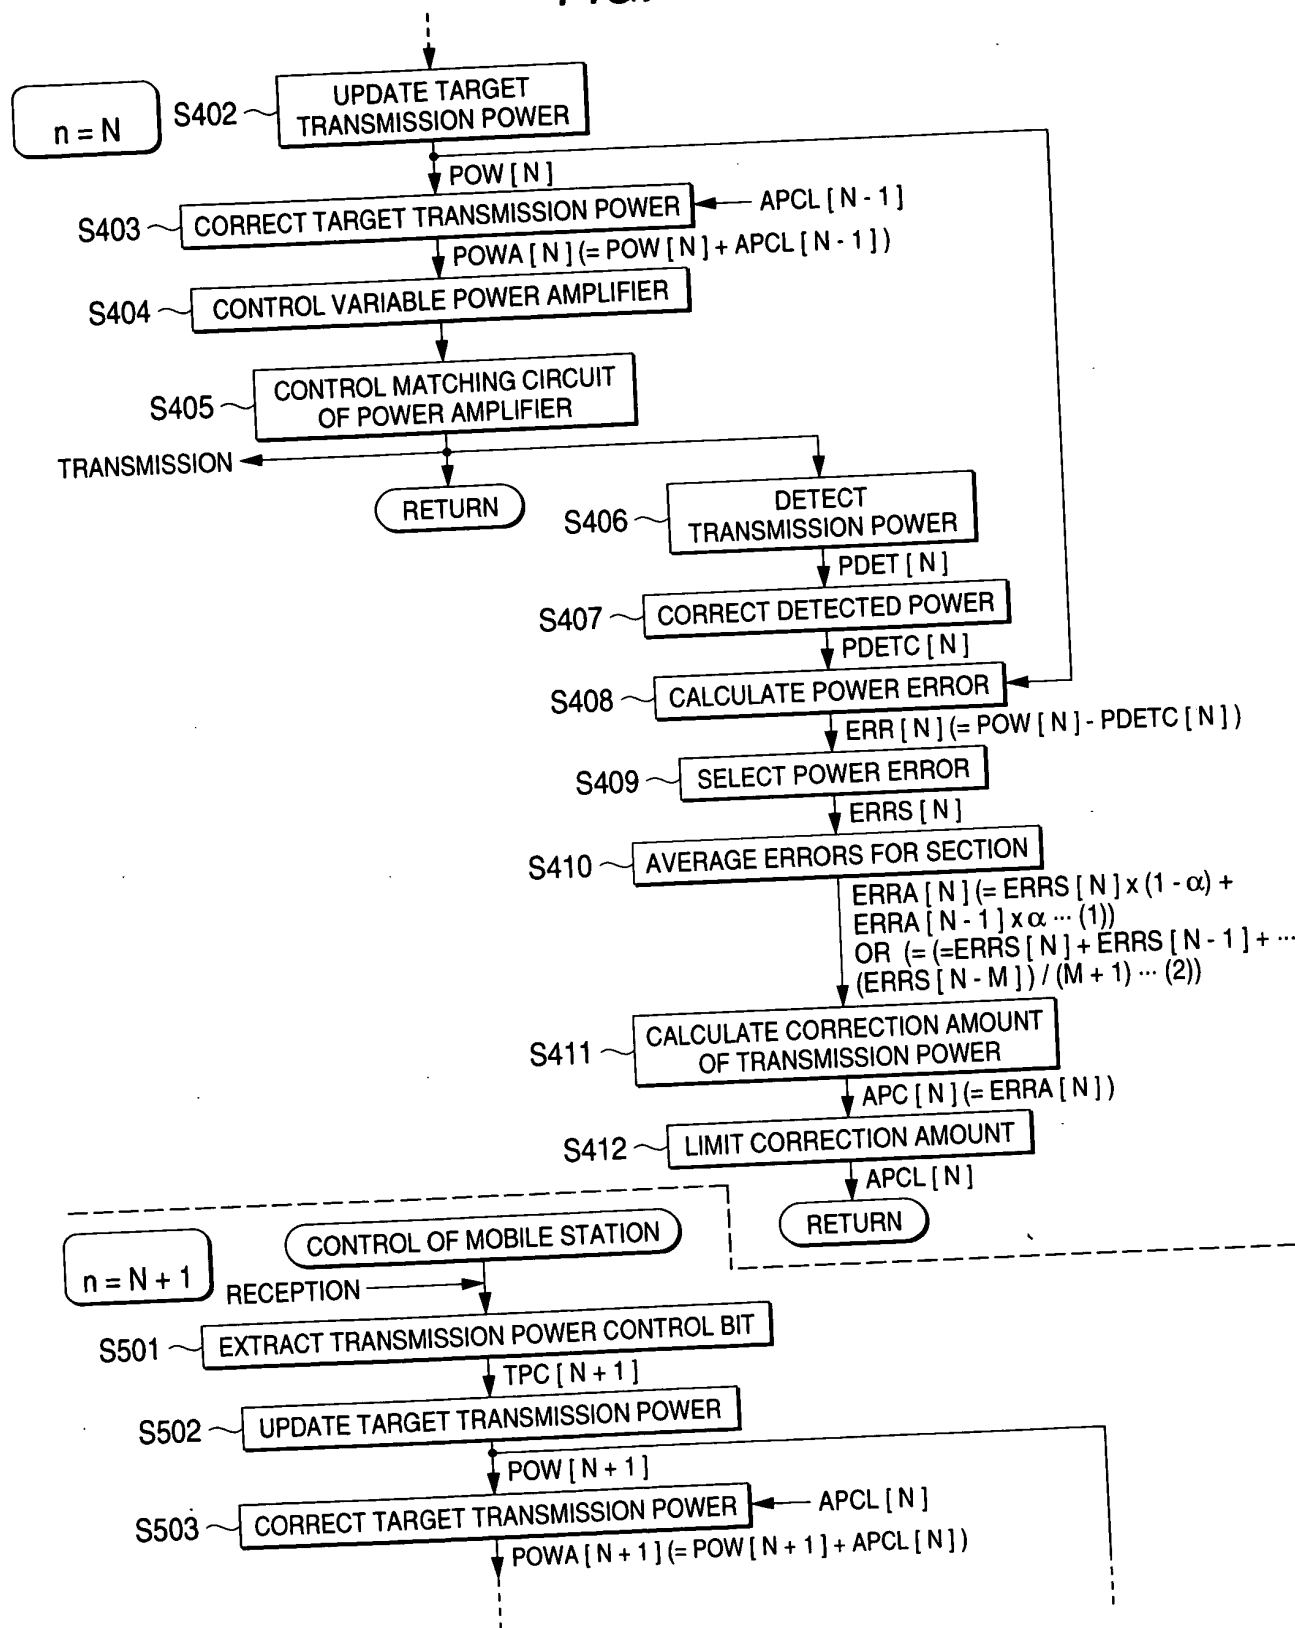 n = N
S402
UPDATE TARGET
TRANSMISSION POWER
POW [ N ]
S403
CORRECT TARGET TRANSMISSION POWER
APCL [ N - 1 ]
POWA [ N ] (= POW [ N ] + APCL [ N - 1 ] )
S404
CONTROL VARIABLE POWER AMPLIFIER
S405
CONTROL MATCHING CIRCUIT
OF POWER AMPLIFIER
TRANSMISSION
RETURN
S406
DETECT
TRANSMISSION POWER
PDET [ N ]
S407
CORRECT DETECTED POWER
PDETC [ N ]
S408
CALCULATE POWER ERROR
ERR [ N ] (= POW [ N ] - PDETC [ N ] )
S409
SELECT POWER ERROR
ERRS [ N ]
S410
AVERAGE ERRORS FOR SECTION
ERRA [ N ] (= ERRS [ N ] x (1 - α) +
ERRA [ N - 1 ] x α ··· (1))
OR (= (=ERRS [ N ] + ERRS [ N - 1 ] + ···
(ERRS [ N - M ] ) / (M + 1) ··· (2))
S411
CALCULATE CORRECTION AMOUNT
OF TRANSMISSION POWER
APC [ N ] (= ERRA [ N ] )
S412
LIMIT CORRECTION AMOUNT
APCL [ N ]
RETURN
n = N + 1
CONTROL OF MOBILE STATION
RECEPTION
S501
EXTRACT TRANSMISSION POWER CONTROL BIT
TPC [ N + 1 ]
S502
UPDATE TARGET TRANSMISSION POWER
POW [ N + 1 ]
S503
CORRECT TARGET TRANSMISSION POWER
APCL [ N ]
POWA [ N + 1 ] (= POW [ N + 1 ] + APCL [ N ] )